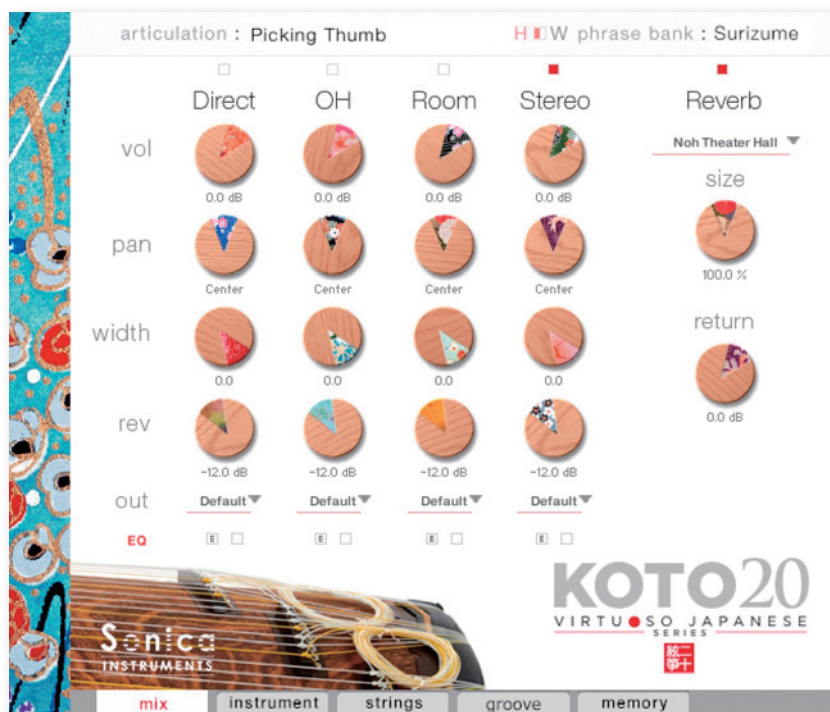 articulation : Picking Thumb
H W phrase bank : Surizume
Direct OH Room Stereo Reverb
vol
Noh Theater Hall
size
0.0 dB 0.0 dB 0.0 dB 0.0 dB
pan
100.0 %
Center Center Center Center
return
width
0.0 0.0 0.0 0.0
0.0 dB
rev
-12.0 dB -12.0 dB -12.0 dB -12.0 dB
out Default Default Default Default
EQ E E E E
KOTO20
VIRTUOSO JAPANESE
SERIES
二十
絃箏
Sonica
INSTRUMENTS
mix instrument strings groove memory